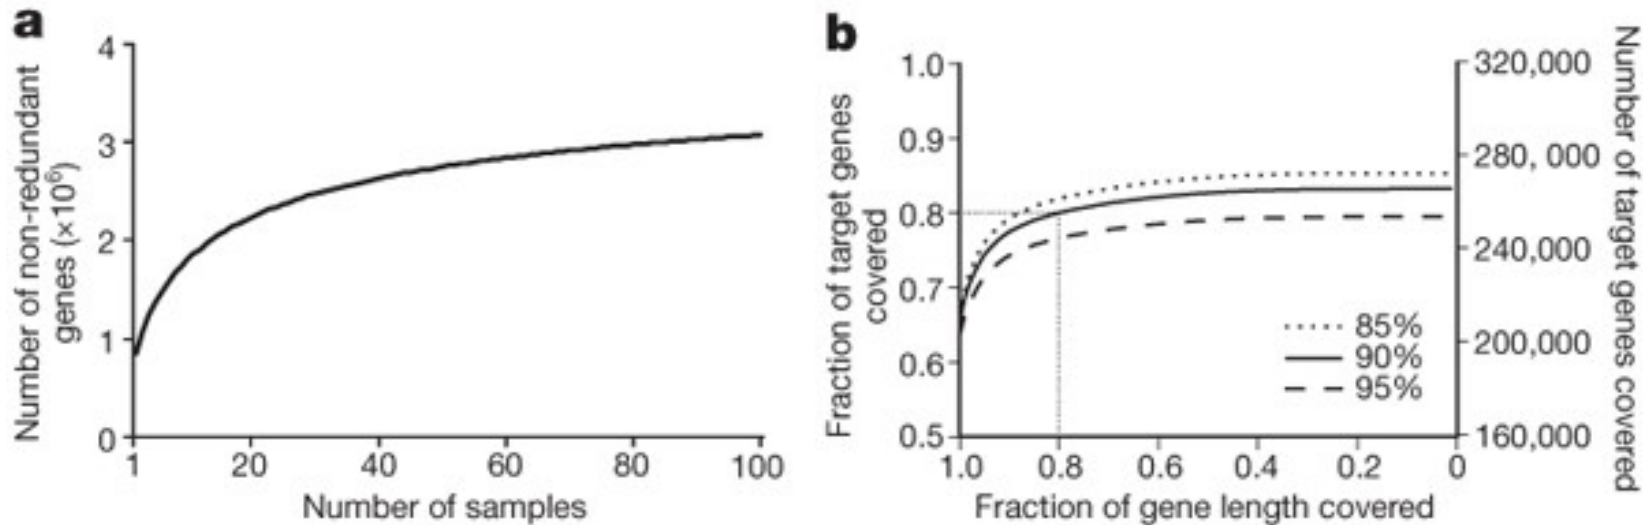 a
Number of non-redundant
genes (×10⁶)
4
3
2
1
0
1 20 40 60 80 100
Number of samples
b
Fraction of target genes
covered
1.0
0.9
0.8
0.7
0.6
0.5
1.0 0.8 0.6 0.4 0.2 0
Fraction of gene length covered
85%
90%
95%
320,000
280, 000
240,000
200,000
160,000
Number of target genes covered